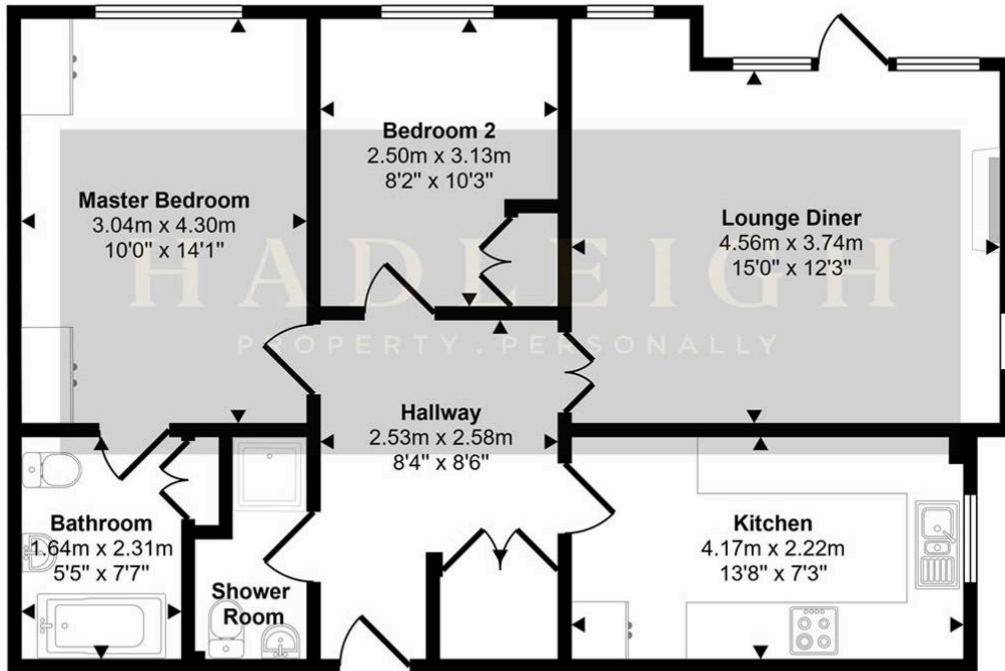 Master Bedroom
3.04m x 4.30m
10'0" x 14'1"
Bedroom 2
2.50m x 3.13m
8'2" x 10'3"
Lounge Diner
4.56m x 3.74m
15'0" x 12'3"
HADLEIGH
PROPERTY. PERSONALLY
Hallway
2.53m x 2.58m
8'4" x 8'6"
Bathroom
1.64m x 2.31m
5'5" x 7'7"
Shower
Room
Kitchen
4.17m x 2.22m
13'8" x 7'3"